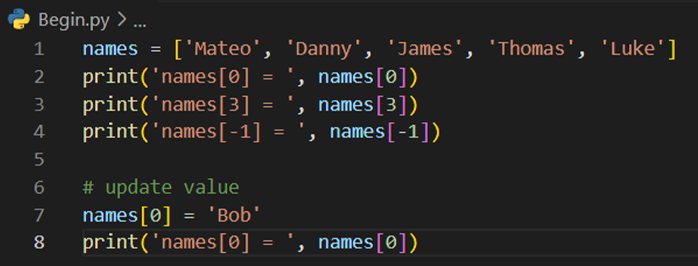 Begin.py > ...
1 names = ['Mateo', 'Danny', 'James', 'Thomas', 'Luke']
2 print('names[0] = ', names[0])
3 print('names[3] = ', names[3])
4 print('names[-1] = ', names[-1])
5
6 # update value
7 names[0] = 'Bob'
8 print('names[0] = ', names[0])